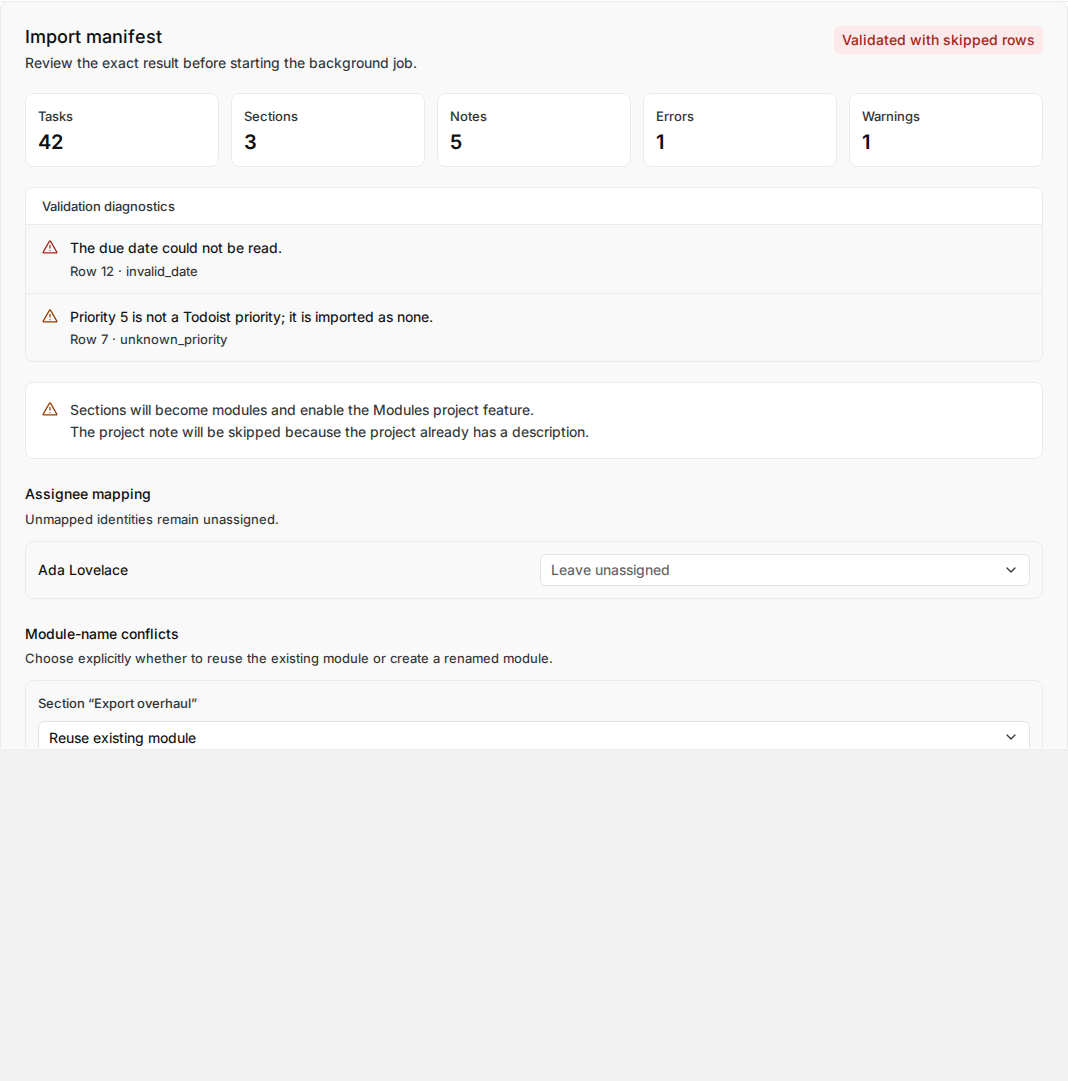 Import manifest
Validated with skipped rows
Review the exact result before starting the background job.
Tasks
42
Sections
3
Notes
5
Errors
1
Warnings
1
Validation diagnostics
The due date could not be read.
Row 12 · invalid_date
Priority 5 is not a Todoist priority; it is imported as none.
Row 7 · unknown_priority
Sections will become modules and enable the Modules project feature.
The project note will be skipped because the project already has a description.
Assignee mapping
Unmapped identities remain unassigned.
Ada Lovelace
Leave unassigned
Module-name conflicts
Choose explicitly whether to reuse the existing module or create a renamed module.
Section “Export overhaul”
Reuse existing module